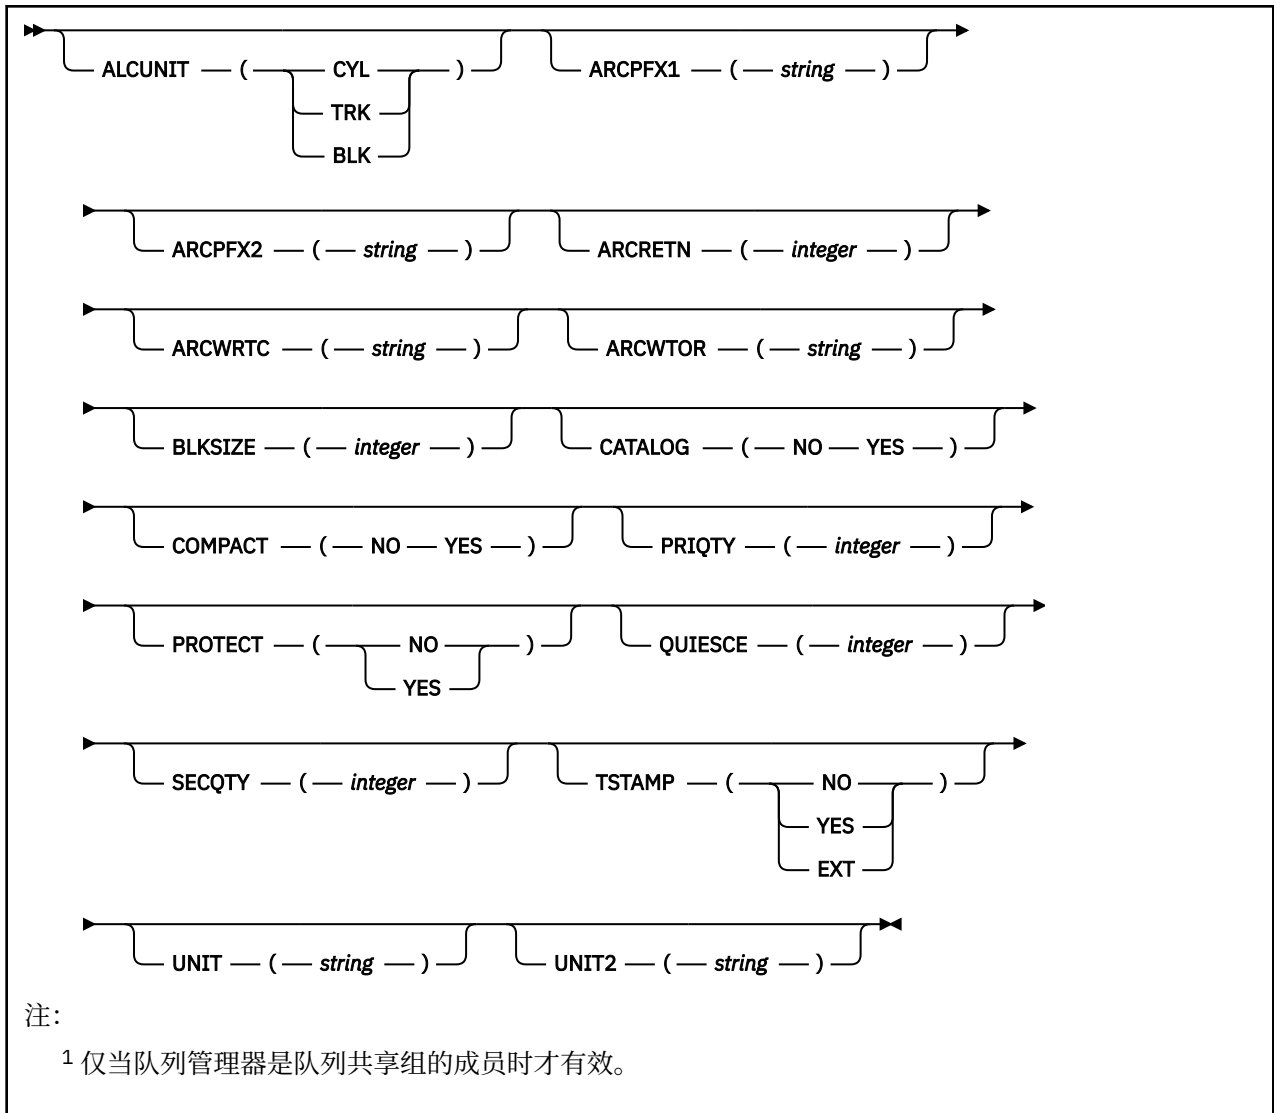 ALCUNIT ( CYL ) ARCPFX1 ( string )
TRK
BLK
ARCPFX2 ( string ) ARCRETN ( integer )
ARCWRTC ( string ) ARCWTOR ( string )
BLKSIZE ( integer ) CATALOG ( NO YES )
COMPACT ( NO YES ) PRIQTY ( integer )
PROTECT ( NO ) QUIESCE ( integer )
YES
SECQTY ( integer ) TSTAMP ( NO )
YES
EXT
UNIT ( string ) UNIT2 ( string )
注:
1 仅当队列管理器是队列共享组的成员时才有效。